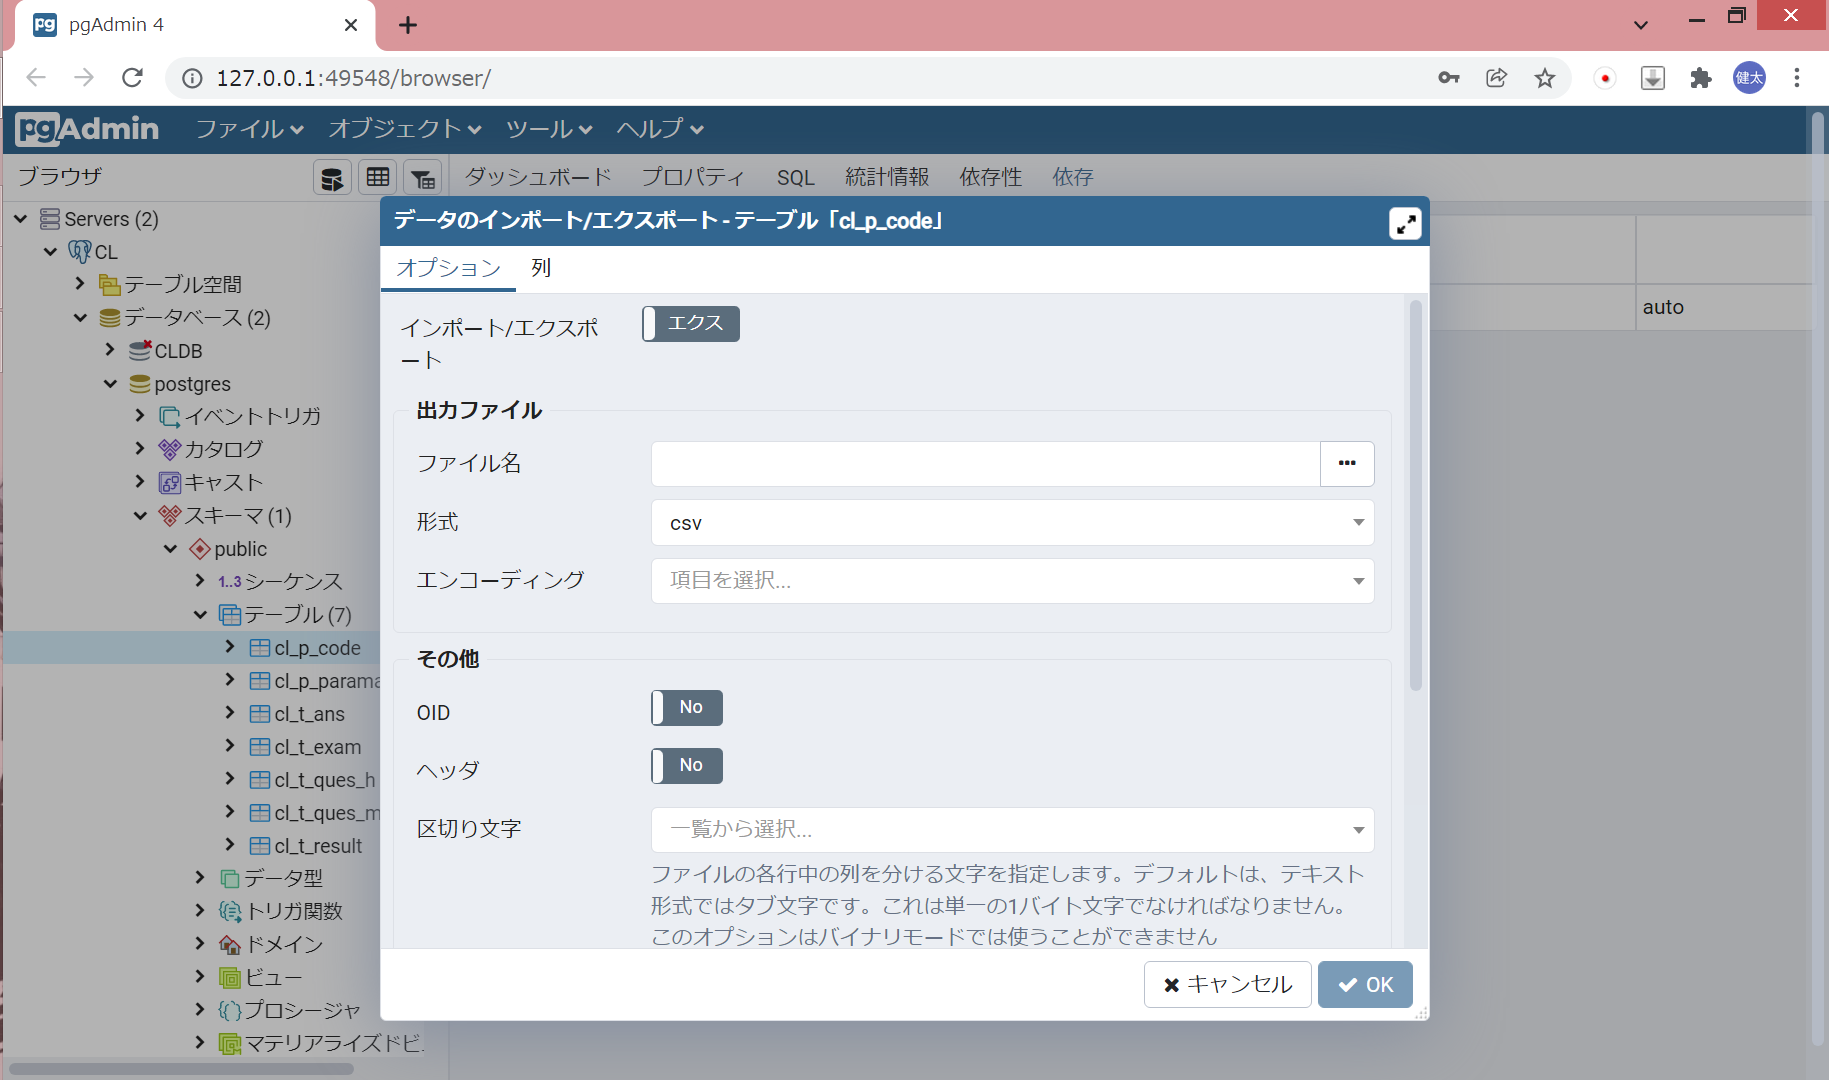 pgAdmin 4
127.0.0.1:49548/browser/
健太
pgAdmin ファイル オブジェクト ツール ヘルプ
ブラウザ
ダッシュボード プロパティ SQL 統計情報 依存性 依存
Servers (2)
CL
テーブル空間
データベース (2)
CLDB
postgres
イベントトリガ
カタログ
キャスト
スキーマ (1)
public
1..3 シーケンス
テーブル (7)
cl_p_code
cl_p_parama
cl_t_ans
cl_t_exam
cl_t_ques_h
cl_t_ques_m
cl_t_result
データ型
トリガ関数
ドメイン
ビュー
プロシージャ
マテリアライズドビ
auto
データのインポート/エクスポート - テーブル「cl_p_code」
オプション 列
インポート/エクスポ
ート
エクス
出力ファイル
ファイル名
形式
csv
エンコーディング
項目を選択...
その他
OID
No
ヘッダ
No
区切り文字
一覧から選択...
ファイルの各行中の列を分ける文字を指定します。デフォルトは、テキスト
形式ではタブ文字です。これは単一の1バイト文字でなければなりません。
このオプションはバイナリモードでは使うことができません
キャンセル
OK